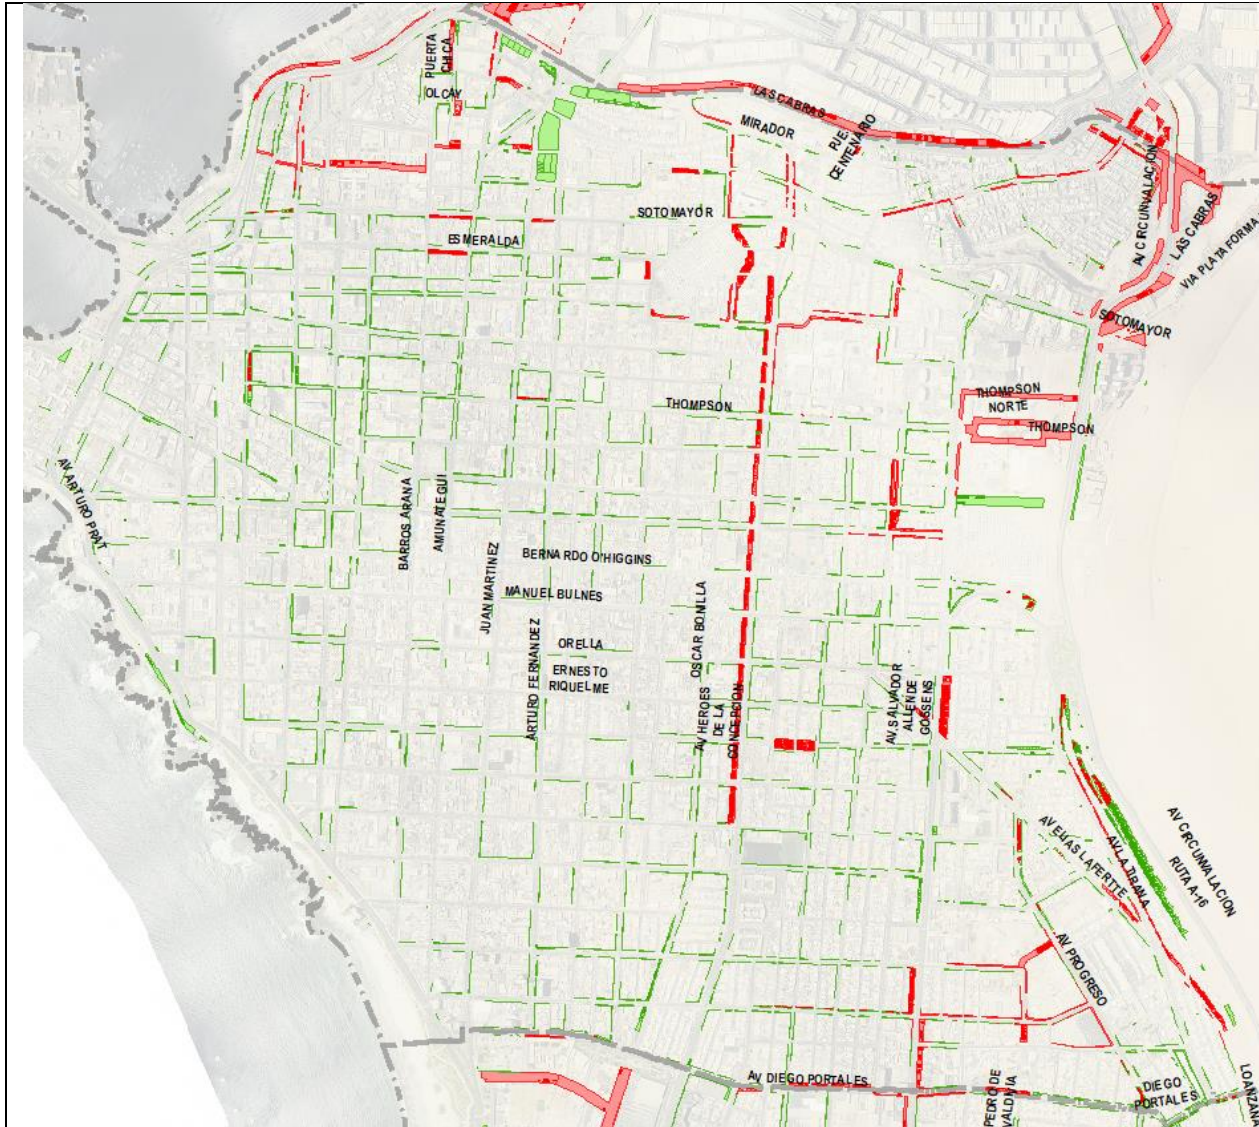 PUERTA
CHICA
OLCAY
LAS CABRAS
MIRADOR
PJE.
CENTENARIO
AV CIRCUNVALACION
LAS CABRAS
VIA PLATAFORMA
SOTOMAYOR
ESMERALDA
SOTOMAYOR
THOMPSON
THOMPSON
NORTE
THOMPSON
AV ARTURO PRAT
BARROS ARANA
AMUNATEGUI
BERNARDO O'HIGGINS
JUAN MARTINEZ
MANUEL BULNES
ORELLA
ERNESTO
RIQUELME
ARTURO FERNANDEZ
OSCAR BONILLA
AV HEROES
DE LA
CONCEPCION
AV. SALVADOR
ALLENDE
GOSSENS
AV ELIAS LAFERTTE
AV LA TIRANA
AV CIRCUNVALACION
RUTA A-16
AV PROGRESO
AV DIEGO PORTALES
PEDRO DE
VALDIVIA
DIEGO
PORTALES